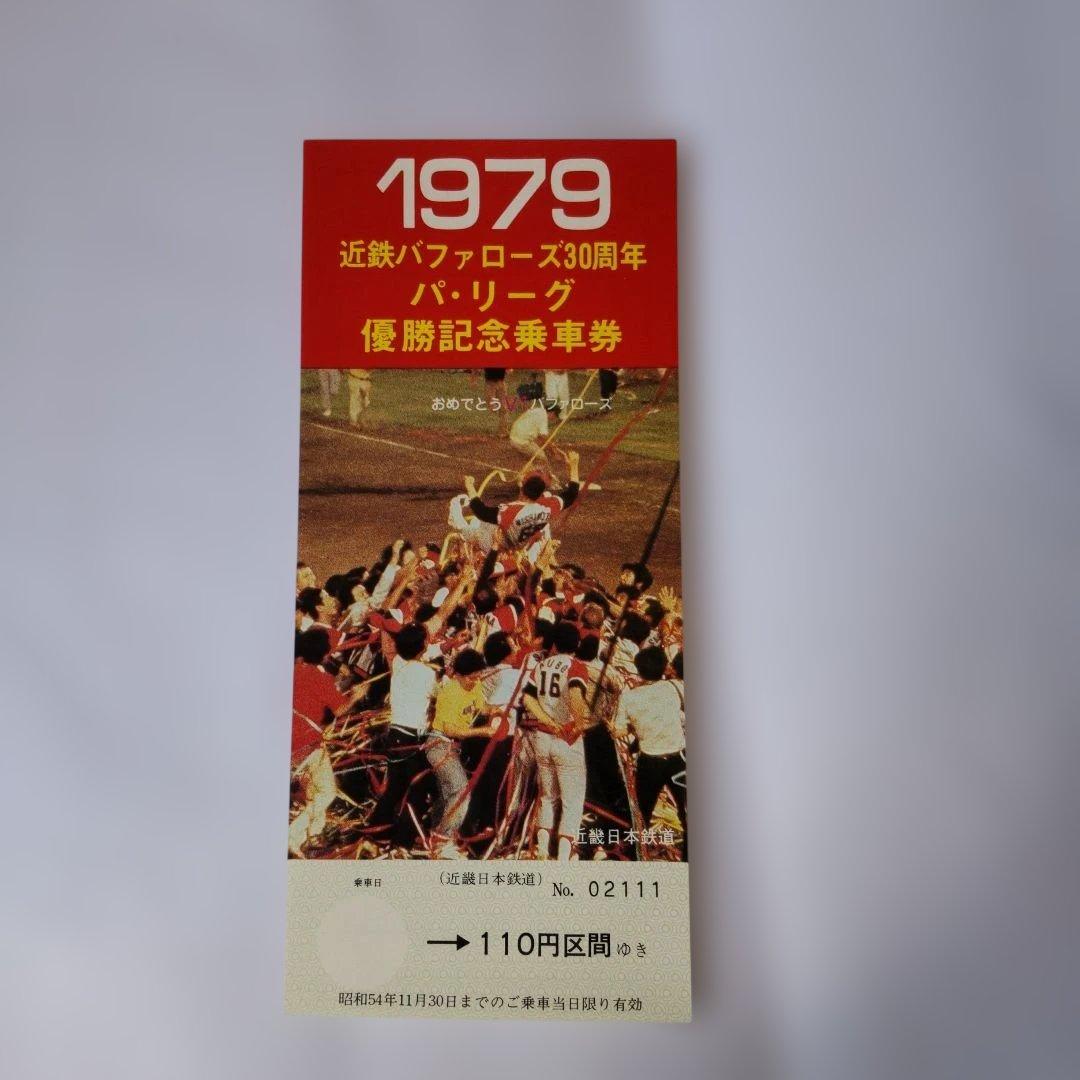 1979
近鉄バファローズ30周年
パ・リーグ
優勝記念乗車券
おめでとうV1バファローズ
KUBO
16
近畿日本鉄道
乗車日
（近畿日本鉄道）
No. 02111
→110円区間ゆき
昭和54年11月30日までのご乗車当日限り有効